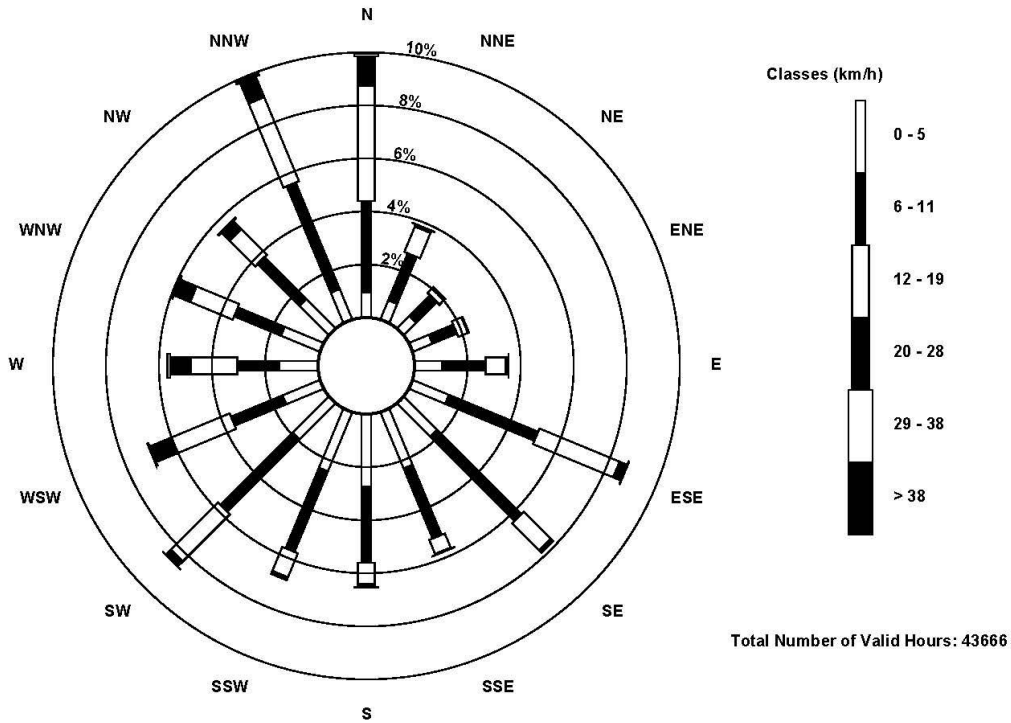 N
NNW
NNE
10%
Classes (km/h)
NW
8%
NE
0 - 5
6%
6 - 11
4%
WNW
ENE
2%
12 - 19
20 - 28
W
E
29 - 38
WSW
ESE
> 38
SW
SE
Total Number of Valid Hours: 43666
SSW
SSE
S